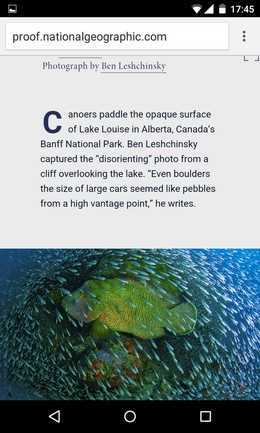 17:45
proof.nationalgeographic.com
Photograph by Ben Leshchinsky
Canoers paddle the opaque surface
of Lake Louise in Alberta, Canada’s
Banff National Park. Ben Leshchinsky
captured the “disorienting” photo from a
cliff overlooking the lake. “Even boulders
the size of large cars seemed like pebbles
from a high vantage point,” he writes.